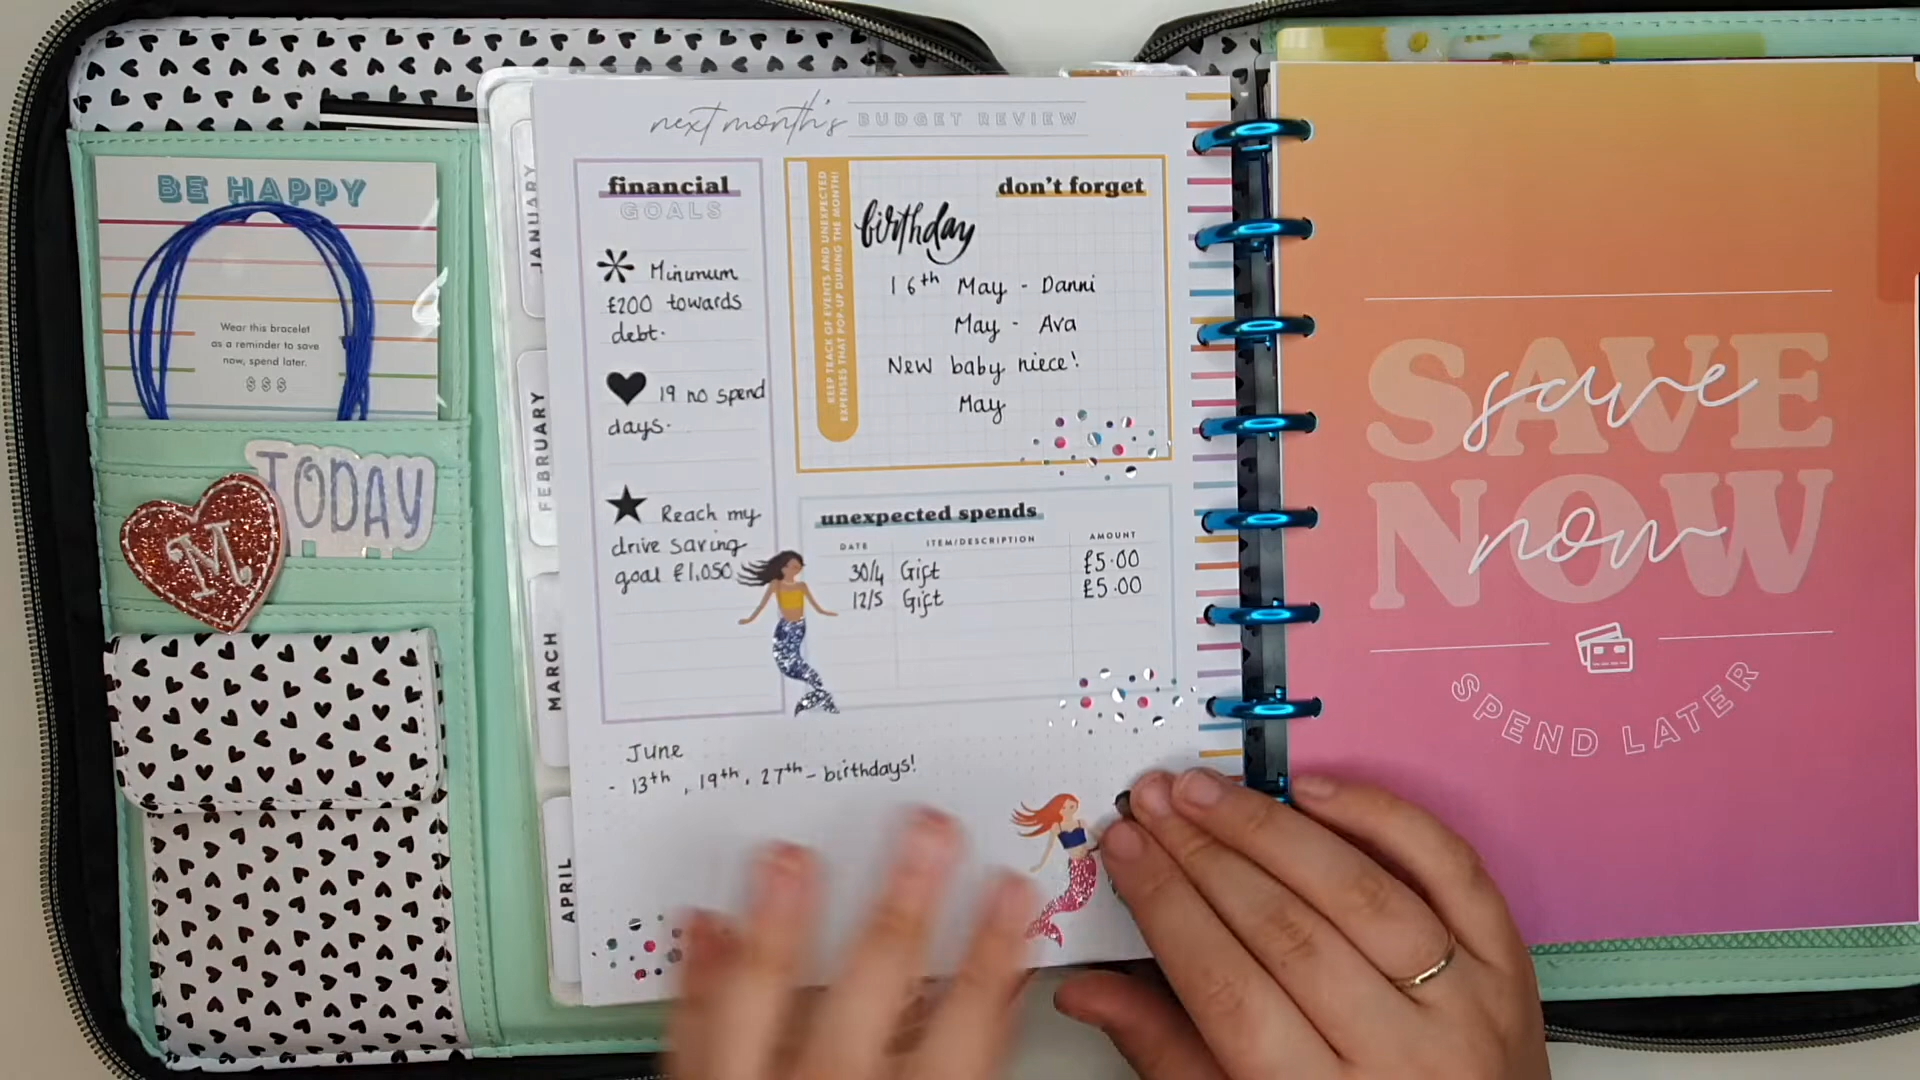 BE HAPPY
Wear this bracelet
as a reminder to save
now, spend later.
$ $ $
TODAY
M
JANUARY
FEBRUARY
MARCH
APRIL
next month's BUDGET REVIEW
financial
GOALS
Minimum
£200 towards
debt.
19 no spend
days.
Reach my
drive saving
goal £1,050
KEEP TRACK OF EVENTS AND UNEXPECTED
EXPENSES THAT POP-UP DURING THE MONTH!
don't forget
birthday
16th May - Danni
May - Ava
New baby niece!
May
unexpected spends
DATE ITEM/DESCRIPTION AMOUNT
30/4 Gift £5.00
12/5 Gift £5.00
June
- 13th, 19th, 27th - birthdays!
SAVE
save
NOW
now
SPEND LATER